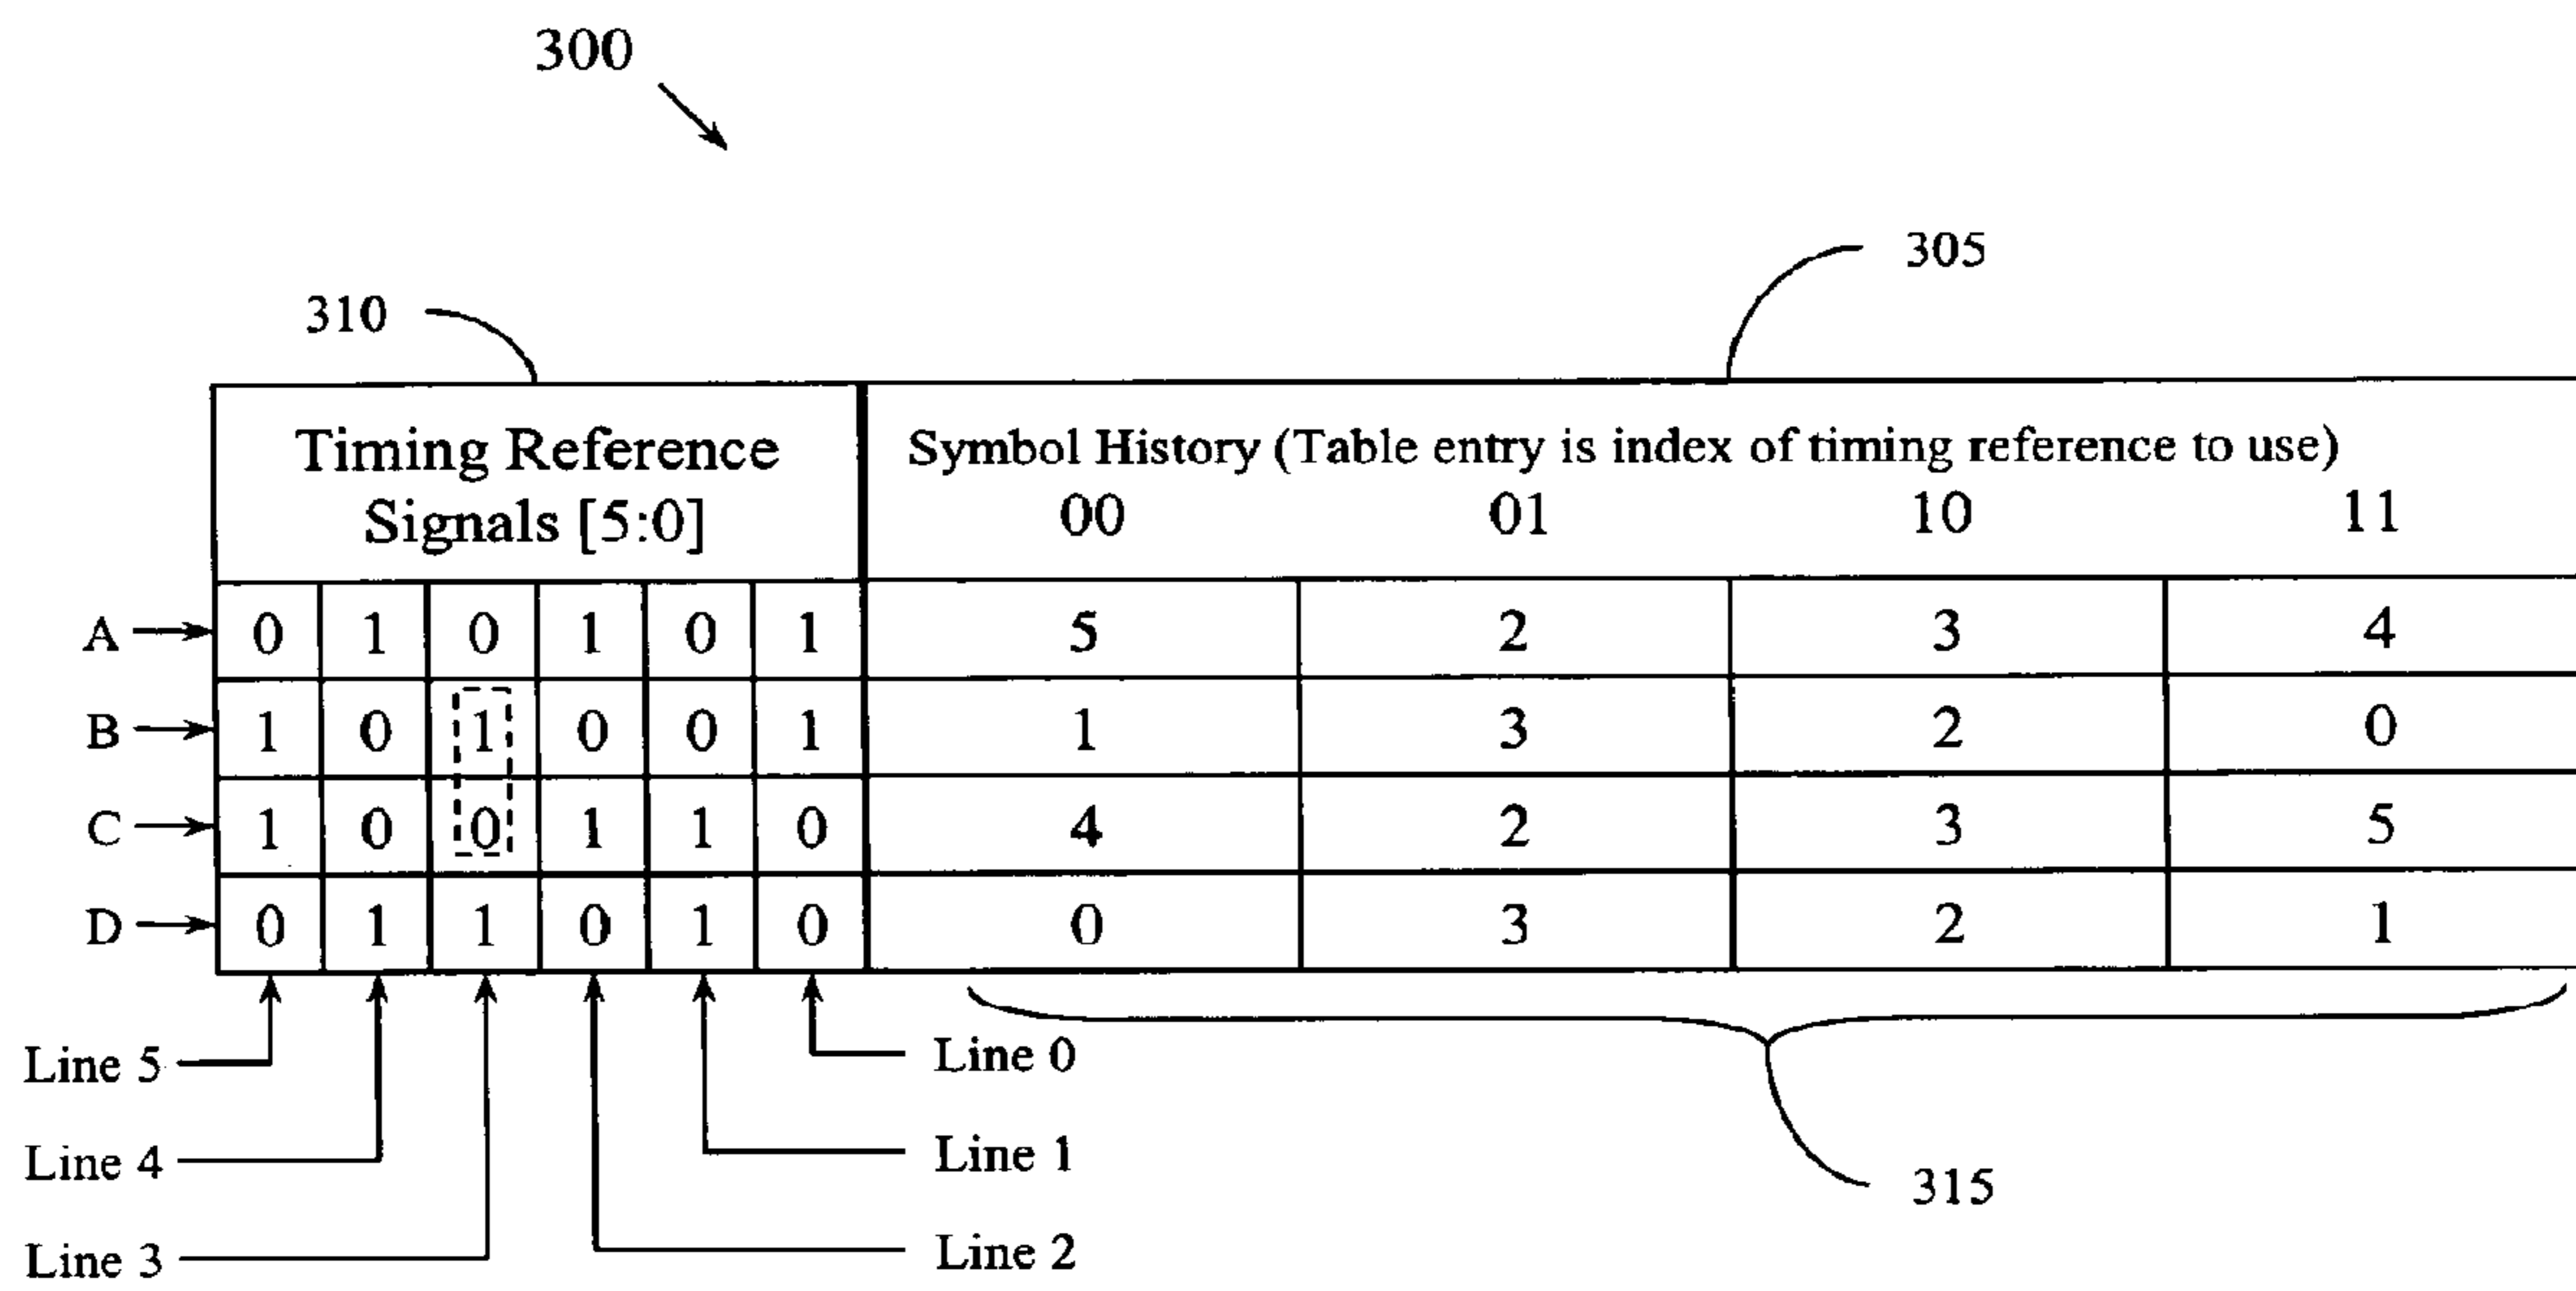 300
305
310
Timing Reference
Signals [5:0]
Symbol History (Table entry is index of timing reference to use)
00 01 10 11
A 0 1 0 1 0 1 5 2 3 4
B 1 0 1 0 0 1 1 3 2 0
C 1 0 0 1 1 0 4 2 3 5
D 0 1 1 0 1 0 0 3 2 1
Line 5 Line 0
Line 4 Line 1
315
Line 3 Line 2